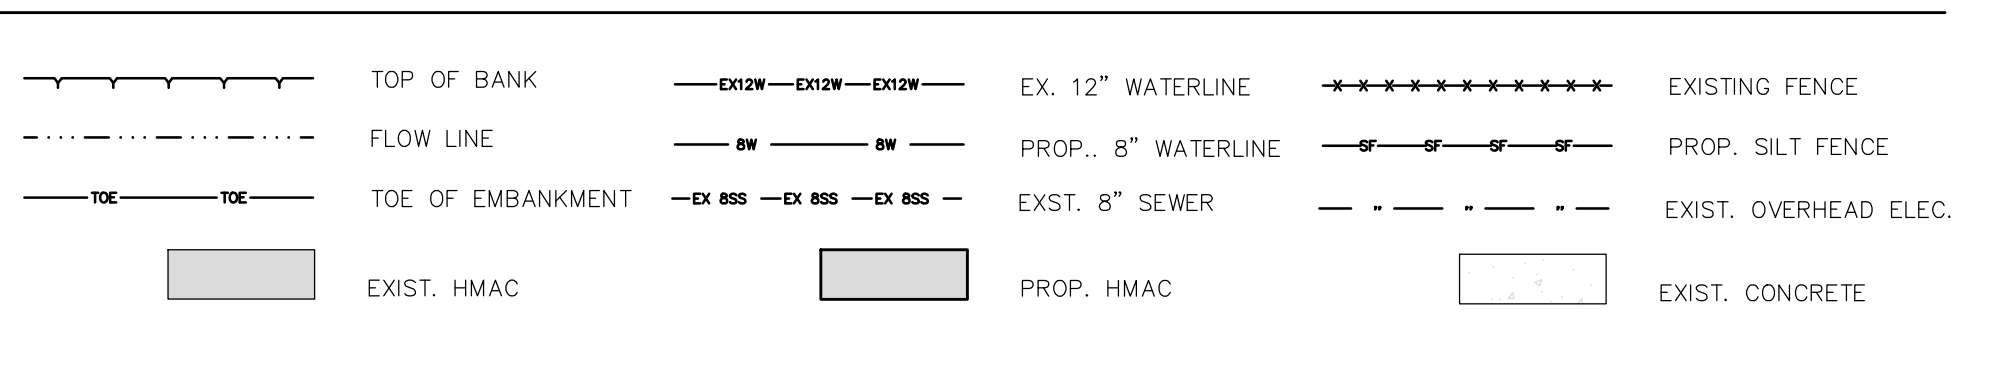 TOP OF BANK
EX12W EX12W EX12W EX. 12” WATERLINE
X X X X X X X X X X X EXISTING FENCE
FLOW LINE
8W 8W PROP.. 8” WATERLINE
SF SF SF SF PROP. SILT FENCE
TOE TOE TOE OF EMBANKMENT
EX 8SS EX 8SS EX 8SS EXST. 8” SEWER
” ” ” EXIST. OVERHEAD ELEC.
EXIST. HMAC
PROP. HMAC
EXIST. CONCRETE